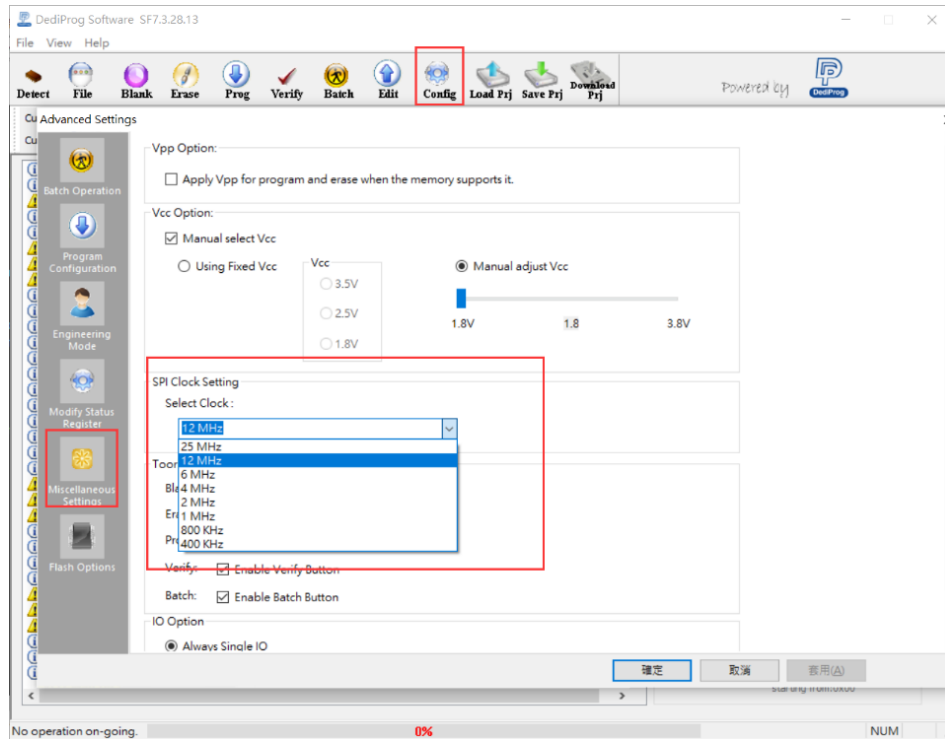 DediProg Software SF7.3.28.13
File View Help
Detect File Blank Erase Prog Verify Batch Edit Config Load Prj Save Prj Download Prj
Powered by DediProg
Cu Advanced Settings
Cu
Batch Operation
Program Configuration
Engineering Mode
Modify Status Register
Miscellaneous Settings
Flash Options
Vpp Option:
Apply Vpp for program and erase when the memory supports it.
Vcc Option:
Manual select Vcc
Using Fixed Vcc
Vcc
3.5V
2.5V
1.8V
Manual adjust Vcc
1.8V 1.8 3.8V
SPI Clock Setting
Select Clock :
12 MHz
25 MHz
12 MHz
6 MHz
4 MHz
2 MHz
1 MHz
800 KHz
400 KHz
Verify: Enable Verify Button
Batch: Enable Batch Button
IO Option
Always Single IO
確定 取消 套用(A)
starting from:0x00
No operation on-going. 0% NUM